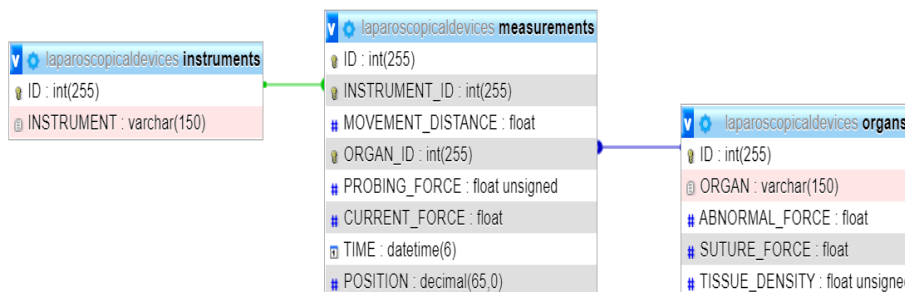 laparoscopicaldevices instruments
ID : int(255)
INSTRUMENT : varchar(150)
laparoscopicaldevices measurements
ID : int(255)
INSTRUMENT_ID : int(255)
MOVEMENT_DISTANCE : float
ORGAN_ID : int(255)
PROBING_FORCE : float unsigned
CURRENT_FORCE : float
TIME : datetime(6)
POSITION : decimal(65,0)
laparoscopicaldevices organs
ID : int(255)
ORGAN : varchar(150)
ABNORMAL_FORCE : float
SUTURE_FORCE : float
TISSUE_DENSITY : float unsigned